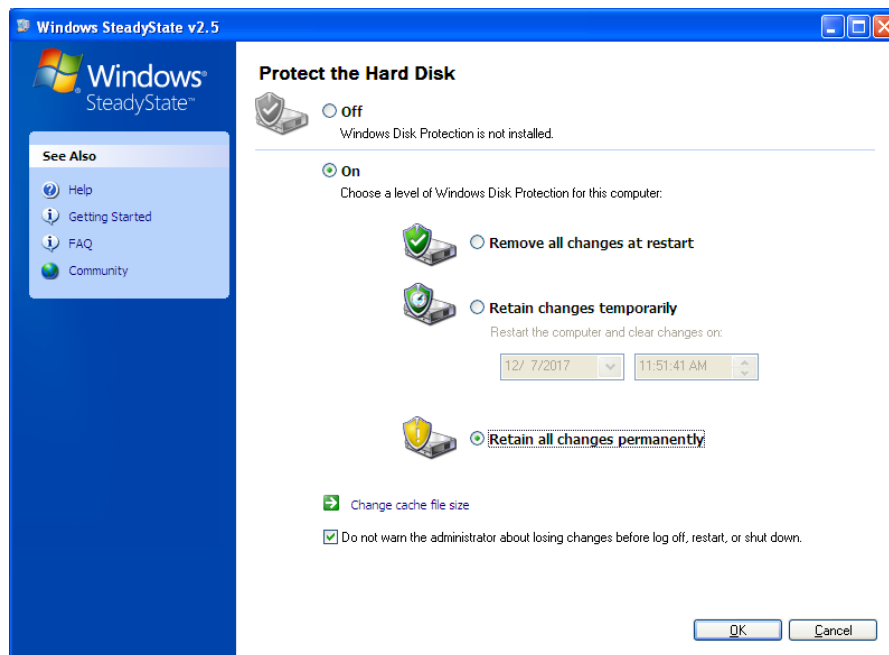 Windows SteadyState v2.5
Windows®
SteadyState™
See Also
Help
Getting Started
FAQ
Community
Protect the Hard Disk
Off
Windows Disk Protection is not installed.
On
Choose a level of Windows Disk Protection for this computer:
Remove all changes at restart
Retain changes temporarily
Restart the computer and clear changes on:
12/ 7/2017 11:51:41 AM
Retain all changes permanently
Change cache file size
Do not warn the administrator about losing changes before log off, restart, or shut down.
OK Cancel